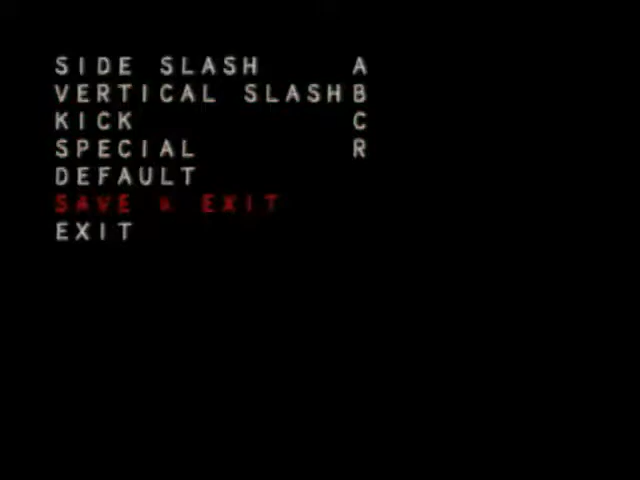 SIDE SLASH A
VERTICAL SLASH B
KICK C
SPECIAL R
DEFAULT
SAVE & EXIT
EXIT